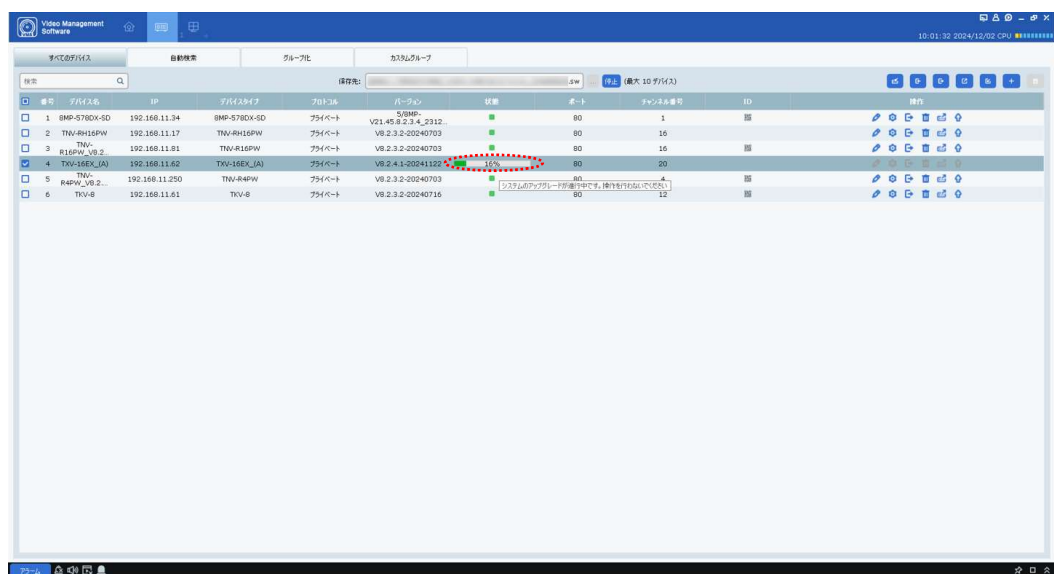 Video Management
Software
10:01:32 2024/12/02 CPU
すべてのデバイス 自動検索 グループ化 カスタムグループ
検索 保存先: .sw 停止 (最大 10 デバイス)
番号 デバイス名 IP デバイスタイプ プロトコル バージョン 状態 ポート チャンネル番号 ID 操作
1 8MP-578DX-SD 192.168.11.34 8MP-578DX-SD プライベート 5/8MP-
V21.45.8.2.3.4_2312... 80 1
2 TNV-RH16PW 192.168.11.17 TNV-RH16PW プライベート V8.2.3.2-20240703 80 16
3 TNV-
R16PW_V8.2... 192.168.11.81 TNV-R16PW プライベート V8.2.3.2-20240703 80 16
4 TXV-16EX_(A) 192.168.11.62 TXV-16EX_(A) プライベート V8.2.4.1-20241122 16% 80 20
5 TNV-
R4PW_V8.2... 192.168.11.250 TNV-R4PW プライベート V8.2.3.2-20240703 80 4
システムのアップグレードが進行中です。操作を行わないでください
6 TKV-8 192.168.11.61 TKV-8 プライベート V8.2.3.2-20240716 80 12
アラーム